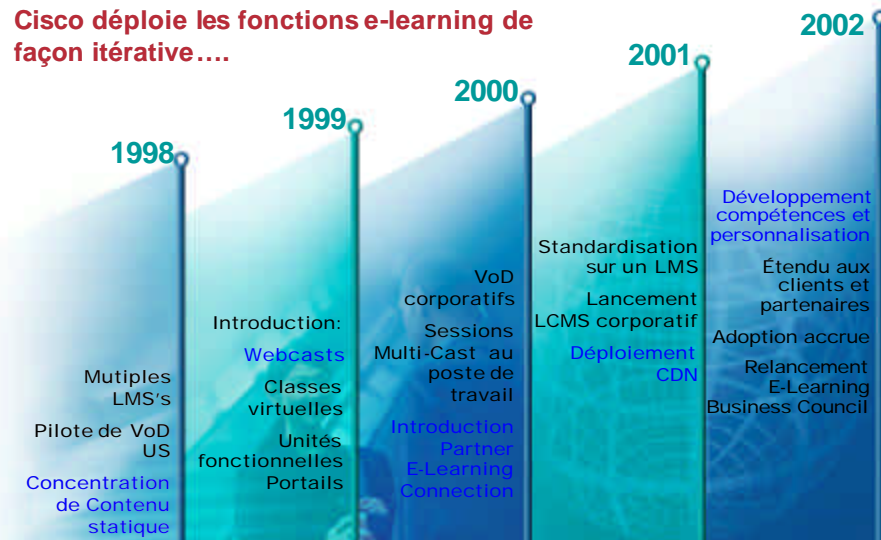 Cisco déploie les fonctions e-learning de
façon itérative....
1998
Mutiples
LMS's
Pilote de VoD
US
Concentration
de Contenu
statique
1999
Introduction:
Webcasts
Classes
virtuelles
Unités
fonctionnelles
Portails
2000
VoD
corporatifs
Sessions
Multi-Cast au
poste de
travail
Introduction
Partner
E-Learning
Connection
2001
Standardisation
sur un LMS
Lancement
LCMS corporatif
Déploiement
CDN
2002
Développement
compétences et
personnalisation
Étendu aux
clients et
partenaires
Adoption accrue
Relancement
E-Learning
Business Council